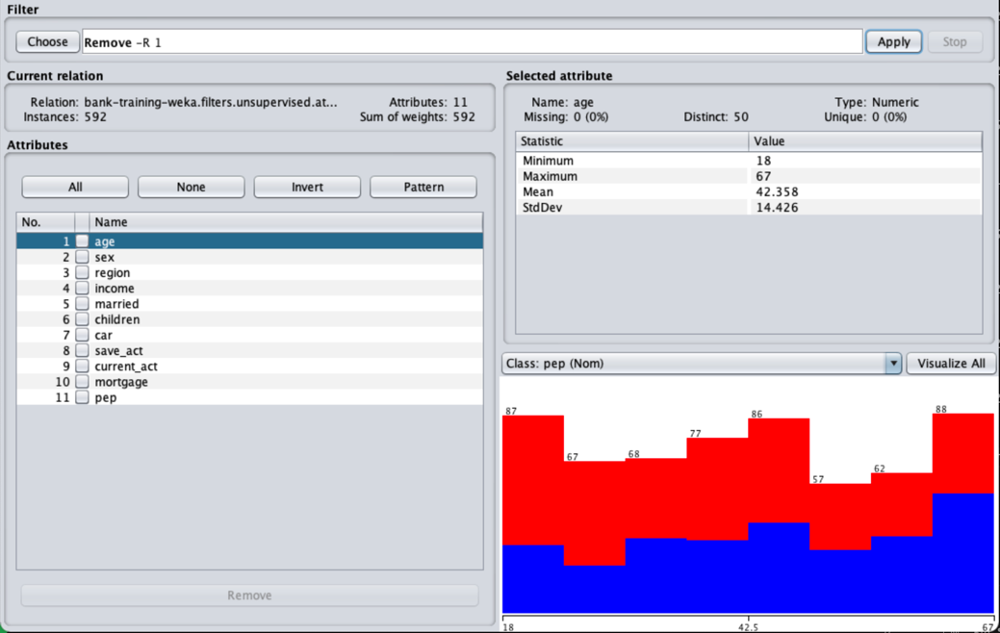 Filter
Choose Remove -R 1 Apply Stop
Current relation
Relation: bank-training-weka.filters.unsupervised.at... Attributes: 11
Instances: 592 Sum of weights: 592
Attributes
All None Invert Pattern
No. Name
1 age
2 sex
3 region
4 income
5 married
6 children
7 car
8 save_act
9 current_act
10 mortgage
11 pep
Remove
Selected attribute
Name: age Type: Numeric
Missing: 0 (0%) Distinct: 50 Unique: 0 (0%)
Statistic Value
Minimum 18
Maximum 67
Mean 42.358
StdDev 14.426
Class: pep (Nom) Visualize All
87 67 68 77 86 57 62 88
18 42.5 67